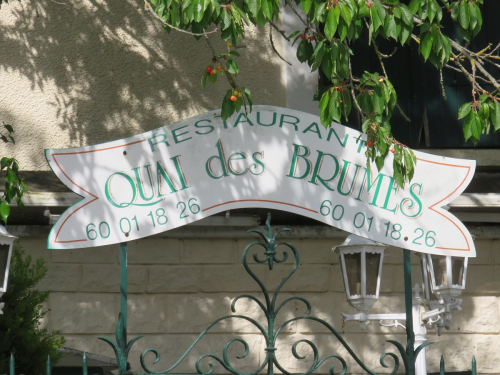 RESTAURANT
QUAI des BRUMES
60 01 18 26 60 01 18 26